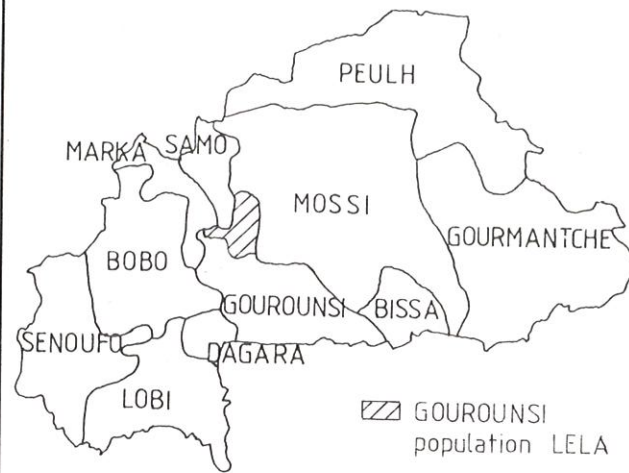 PEULH
MARKA
SAMO
MOSSI
GOURMANTCHE
BOBO
GOUROUNSI
BISSA
SENOUFO
DAGARA
LOBI
GOUROUNSI
population LELA